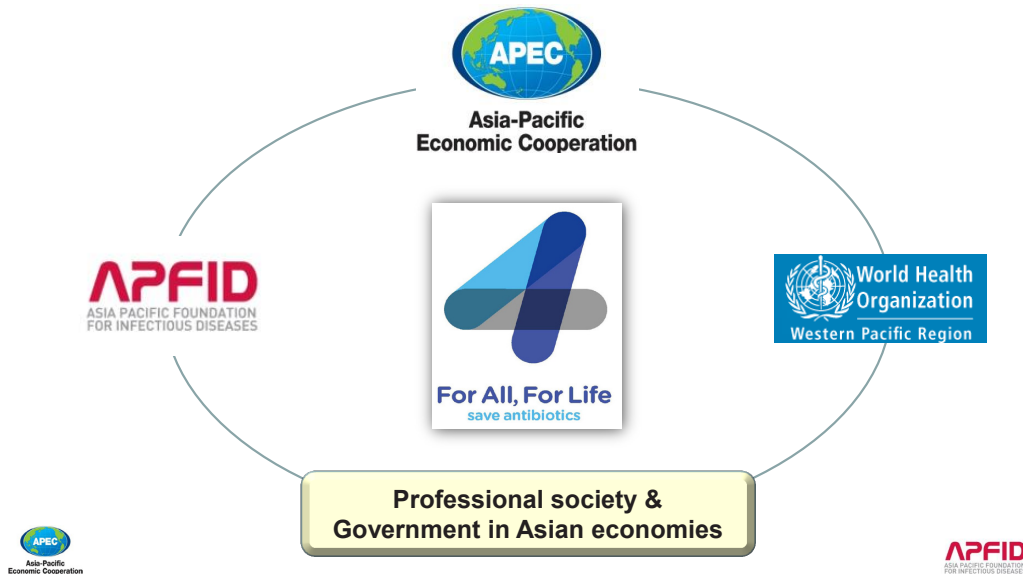 APEC
Asia-Pacific
Economic Cooperation
APFID
ASIA PACIFIC FOUNDATION
FOR INFECTIOUS DISEASES
World Health
Organization
Western Pacific Region
For All, For Life
save antibiotics
Professional society &
Government in Asian economies
APEC
Asia-Pacific
Economic Cooperation
APFID
ASIA PACIFIC FOUNDATION
FOR INFECTIOUS DISEASE